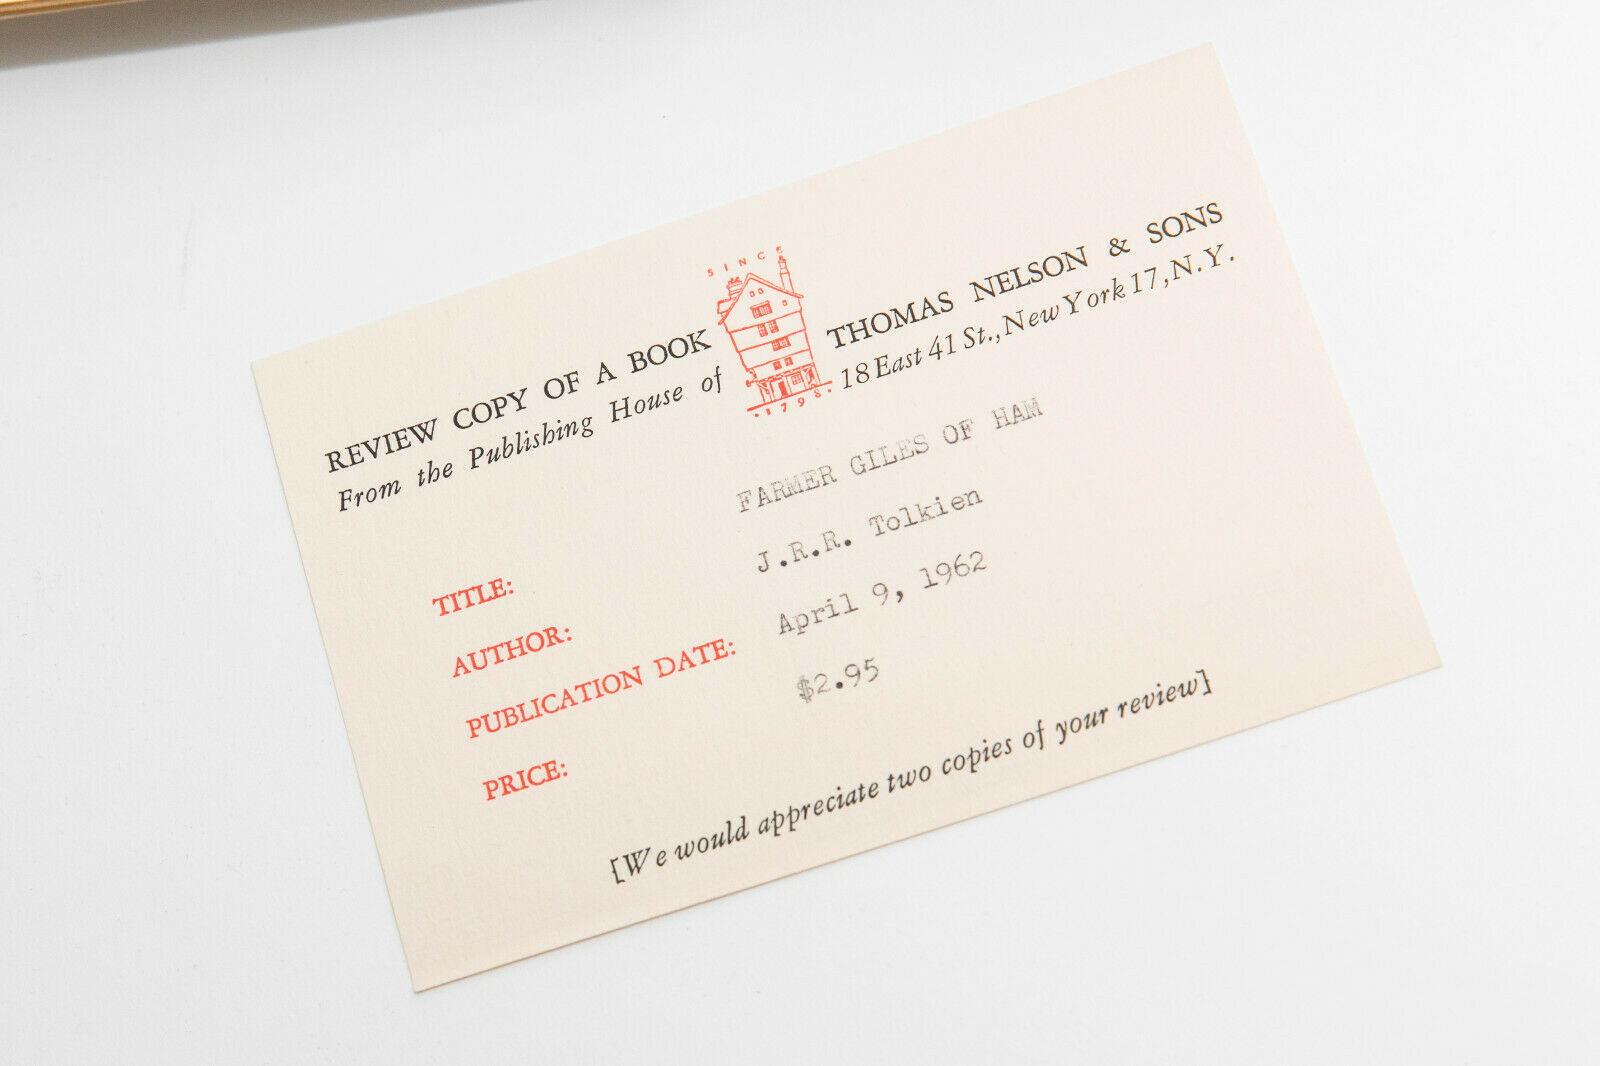 REVIEW COPY OF A BOOK
From the Publishing House of
SINCE
·1798·
THOMAS NELSON & SONS
18 East 41 St., New York 17, N.Y.
TITLE: FARMER GILES OF HAM
AUTHOR: J.R.R. Tolkien
PUBLICATION DATE: April 9, 1962
PRICE: $2.95
[We would appreciate two copies of your review]